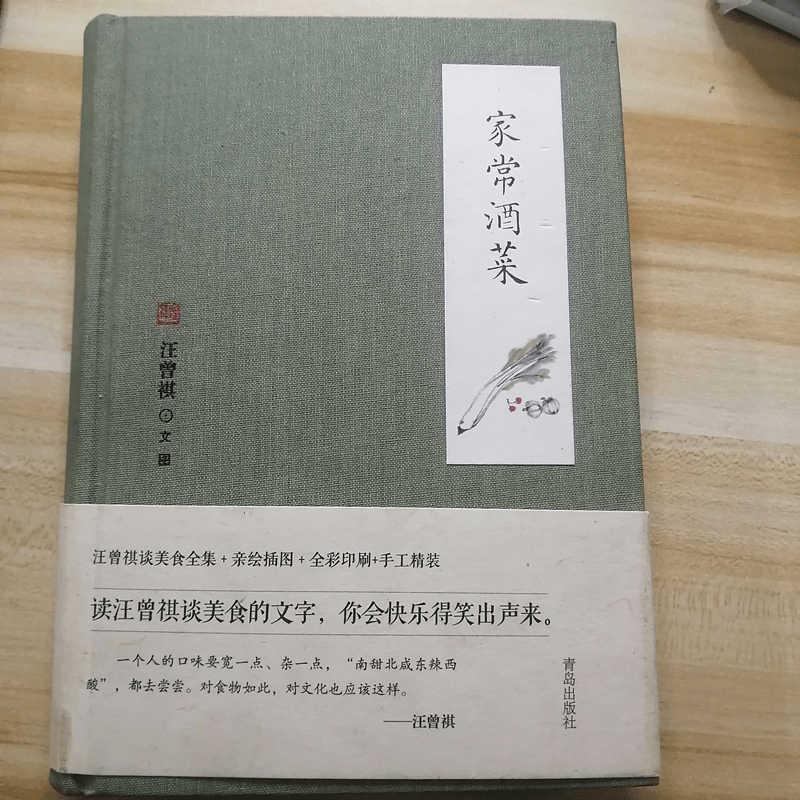 家常酒菜
汪曾祺
文图
汪曾祺谈美食全集+亲绘插图+全彩印刷+手工精装
读汪曾祺谈美食的文字，你会快乐得笑出声来。
一个人的口味要宽一点、杂一点，“南甜北咸东辣西
酸”，都去尝尝。对食物如此，对文化也应该这样。
——汪曾祺
青岛出版社